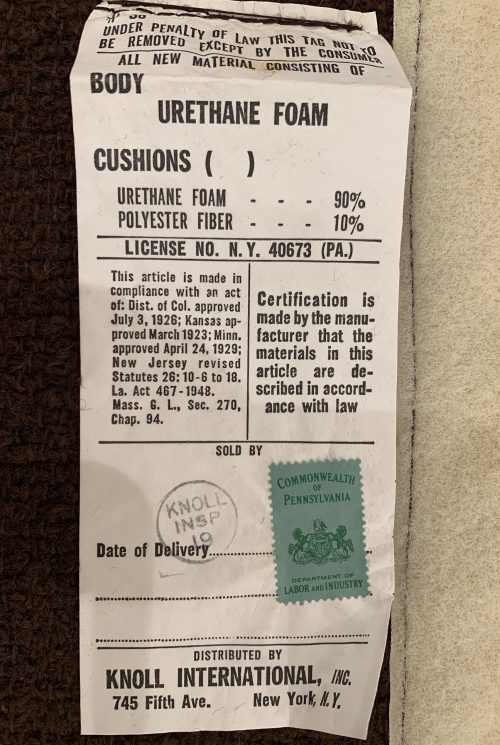 UNDER PENALTY OF LAW THIS TAG NOT TO
BE REMOVED EXCEPT BY THE CONSUMER
ALL NEW MATERIAL CONSISTING OF
BODY
URETHANE FOAM
CUSHIONS ( )
URETHANE FOAM - - - 90%
POLYESTER FIBER - - - 10%
LICENSE NO. N.Y. 40673 (PA.)
This article is made in
compliance with an act
of: Dist. of Col. approved
July 3, 1926; Kansas ap-
proved March 1923; Minn.
approved April 24, 1929;
New Jersey revised
Statutes 26: 10-6 to 18.
La. Act 467-1948.
Mass. G. L., Sec. 270,
Chap. 94.
Certification is
made by the manu-
facturer that the
materials in this
article are de-
scribed in accord-
ance with law
SOLD BY
COMMONWEALTH
OF
PENNSYLVANIA
DEPARTMENT OF
LABOR AND INDUSTRY
KNOLL
INSP
19
Date of Delivery
DISTRIBUTED BY
KNOLL INTERNATIONAL, INC.
745 Fifth Ave. New York, N.Y.